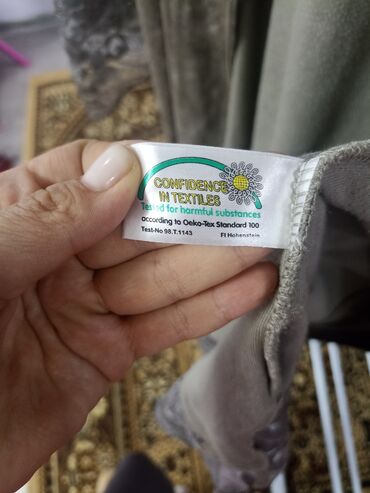 CONFIDENCE
IN TEXTILES
Tested for harmful substances
according to Oeko-Tex Standard 100
Test-No 98.T.1143
FI Hohenstein